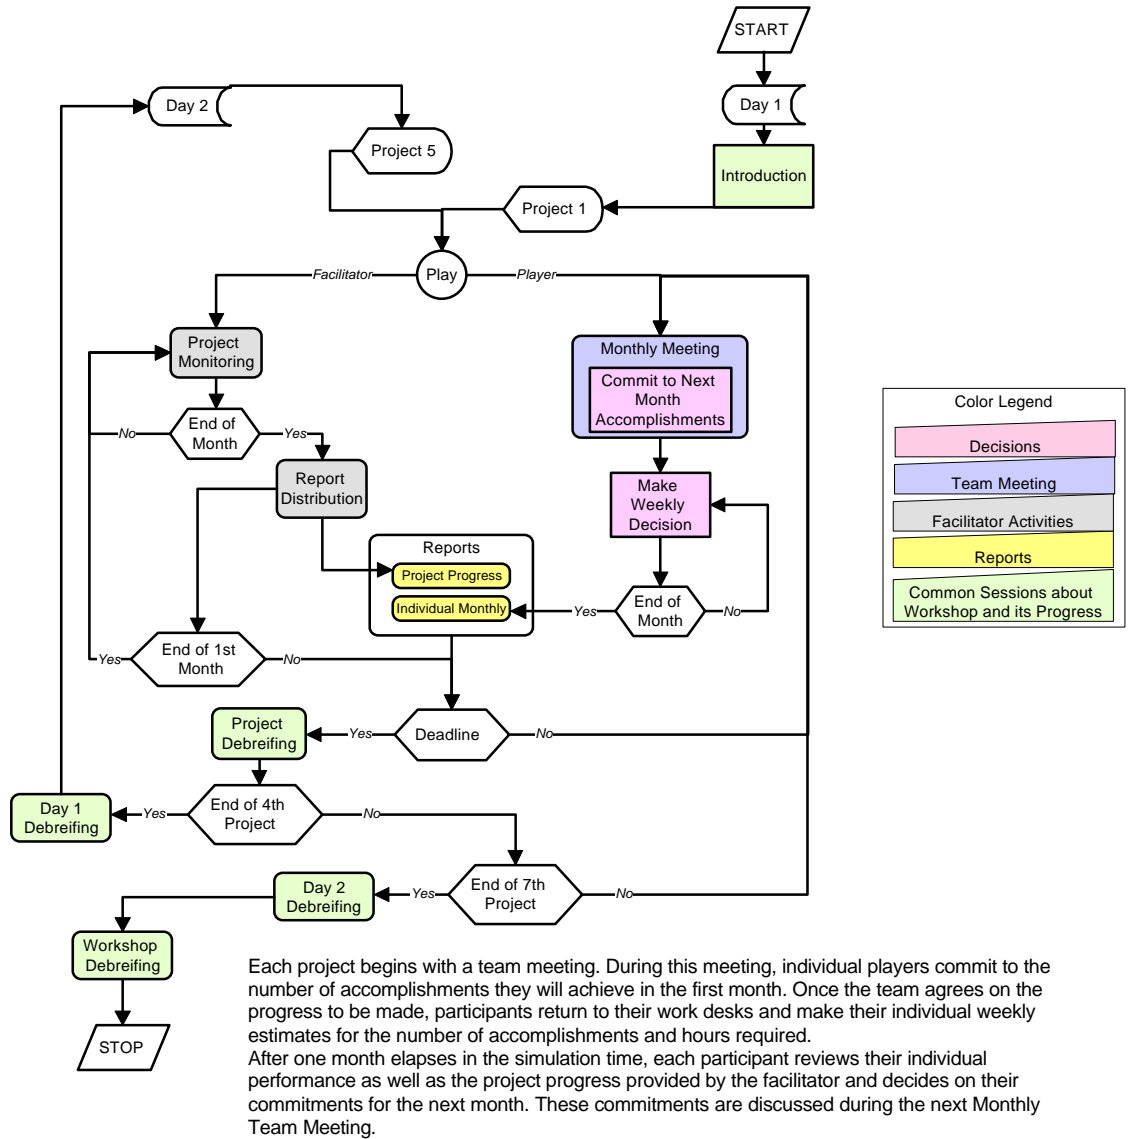 START
Day 2
Day 1
Project 5
Introduction
Project 1
Facilitator
Play
Player
Project
Monitoring
Monthly Meeting
Commit to Next
Month
Accomplishments
End of
Month
No
Yes
Report
Distribution
Make
Weekly
Decision
Reports
Project Progress
Individual Monthly
Yes
End of
Month
No
Yes
End of 1st
Month
No
Project
Debreifing
Yes
Deadline
No
Day 1
Debreifing
Yes
End of 4th
Project
No
Day 2
Debreifing
Yes
End of 7th
Project
No
Workshop
Debreifing
STOP
Color Legend
Decisions
Team Meeting
Facilitator Activities
Reports
Common Sessions about
Workshop and its Progress
Each project begins with a team meeting. During this meeting, individual players commit to the
number of accomplishments they will achieve in the first month. Once the team agrees on the
progress to be made, participants return to their work desks and make their individual weekly
estimates for the number of accomplishments and hours required.
After one month elapses in the simulation time, each participant reviews their individual
performance as well as the project progress provided by the facilitator and decides on their
commitments for the next month. These commitments are discussed during the next Monthly
Team Meeting.